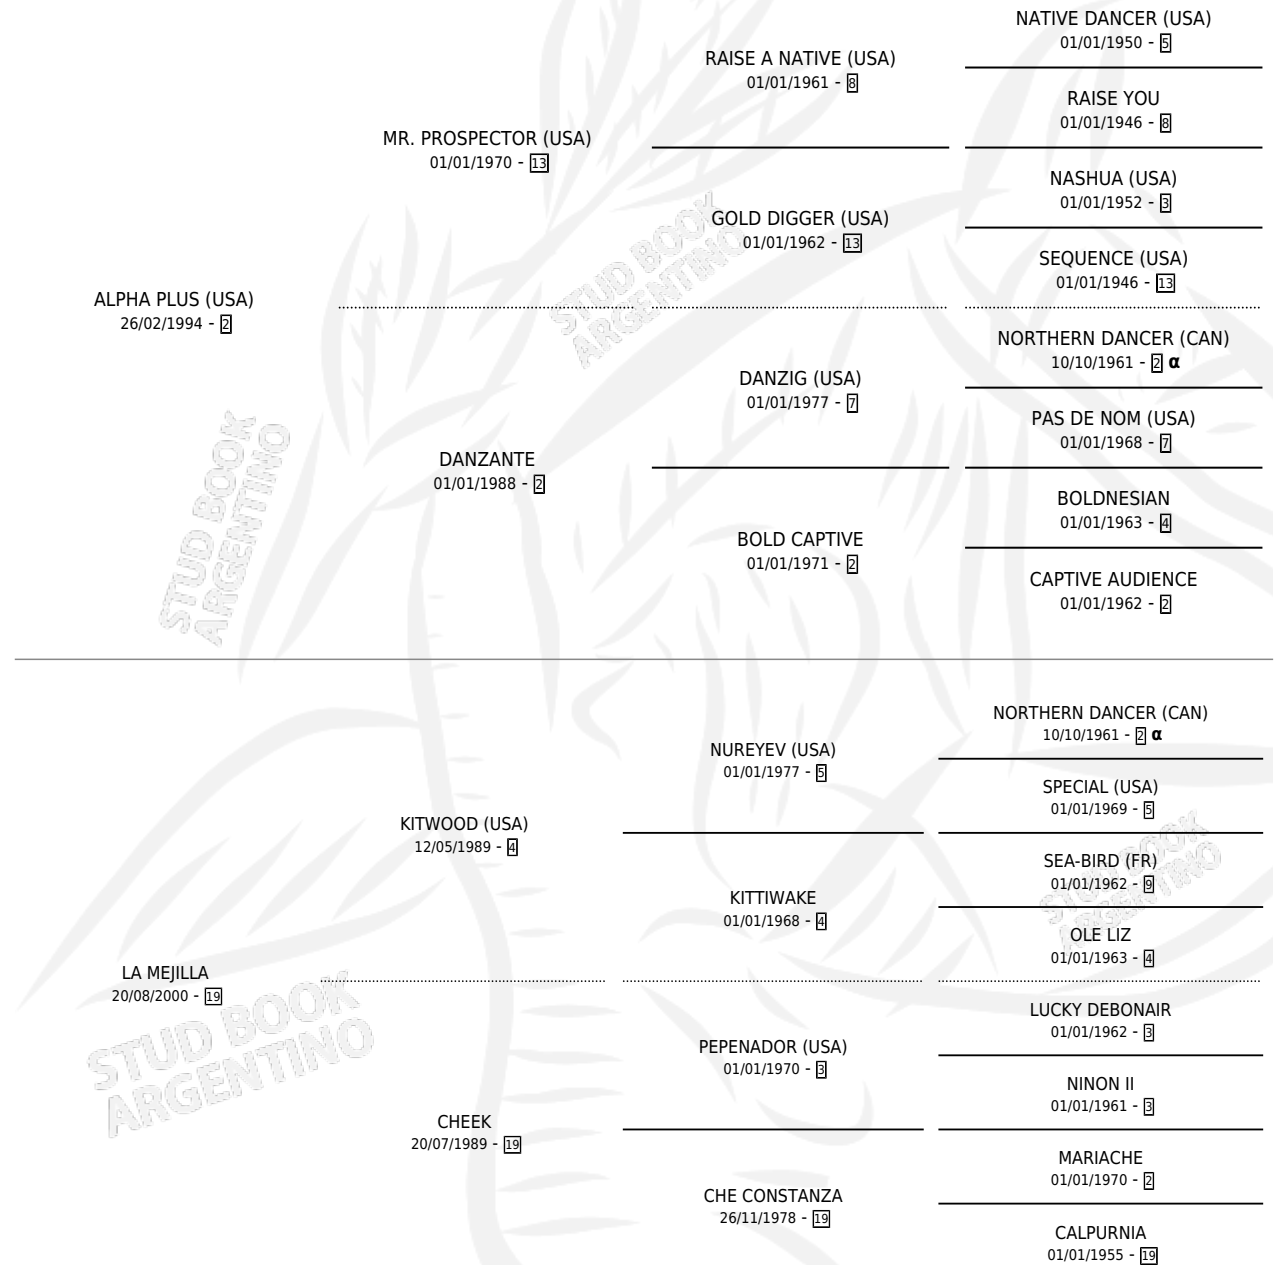 NATIVE DANCER (USA)
01/01/1950 - 5
RAISE A NATIVE (USA)
01/01/1961 - 8
RAISE YOU
01/01/1946 - 8
MR. PROSPECTOR (USA)
01/01/1970 - 13
NASHUA (USA)
01/01/1952 - 3
GOLD DIGGER (USA)
01/01/1962 - 13
SEQUENCE (USA)
01/01/1946 - 13
ALPHA PLUS (USA)
26/02/1994 - 2
NORTHERN DANCER (CAN)
10/10/1961 - 2 α
DANZIG (USA)
01/01/1977 - 7
PAS DE NOM (USA)
01/01/1968 - 7
DANZANTE
01/01/1988 - 2
BOLDNESIAN
01/01/1963 - 4
BOLD CAPTIVE
01/01/1971 - 2
CAPTIVE AUDIENCE
01/01/1962 - 2
NORTHERN DANCER (CAN)
10/10/1961 - 2 α
NUREYEV (USA)
01/01/1977 - 5
SPECIAL (USA)
01/01/1969 - 5
KITWOOD (USA)
12/05/1989 - 4
SEA-BIRD (FR)
01/01/1962 - 9
KITTIWAKE
01/01/1968 - 4
OLE LIZ
01/01/1963 - 4
LA MEJILLA
20/08/2000 - 19
LUCKY DEBONAIR
01/01/1962 - 3
PEPENADOR (USA)
01/01/1970 - 3
NINON II
01/01/1961 - 3
CHEEK
20/07/1989 - 19
MARIACHE
01/01/1970 - 2
CHE CONSTANZA
26/11/1978 - 19
CALPURNIA
01/01/1955 - 19
STUD BOOK
ARGENTINO
STUD BOOK
ARGENTINO
STUD BOOK
ARGENTINO
STUD BOOK
ARGENTINO